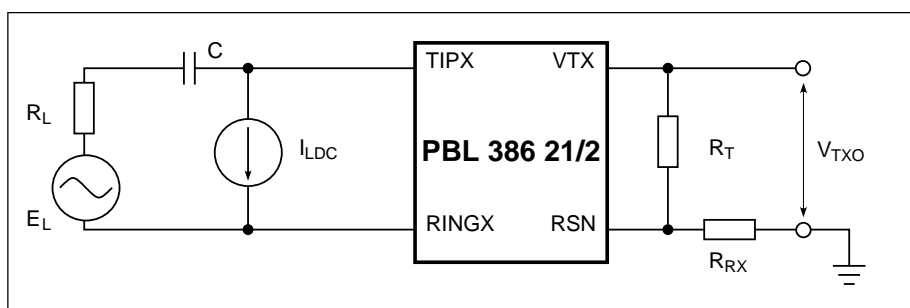 C
TIPX
VTX
R_L
I_LDC
PBL 386 21/2
R_T
V_TXO
E_L
RINGX
RSN
R_RX